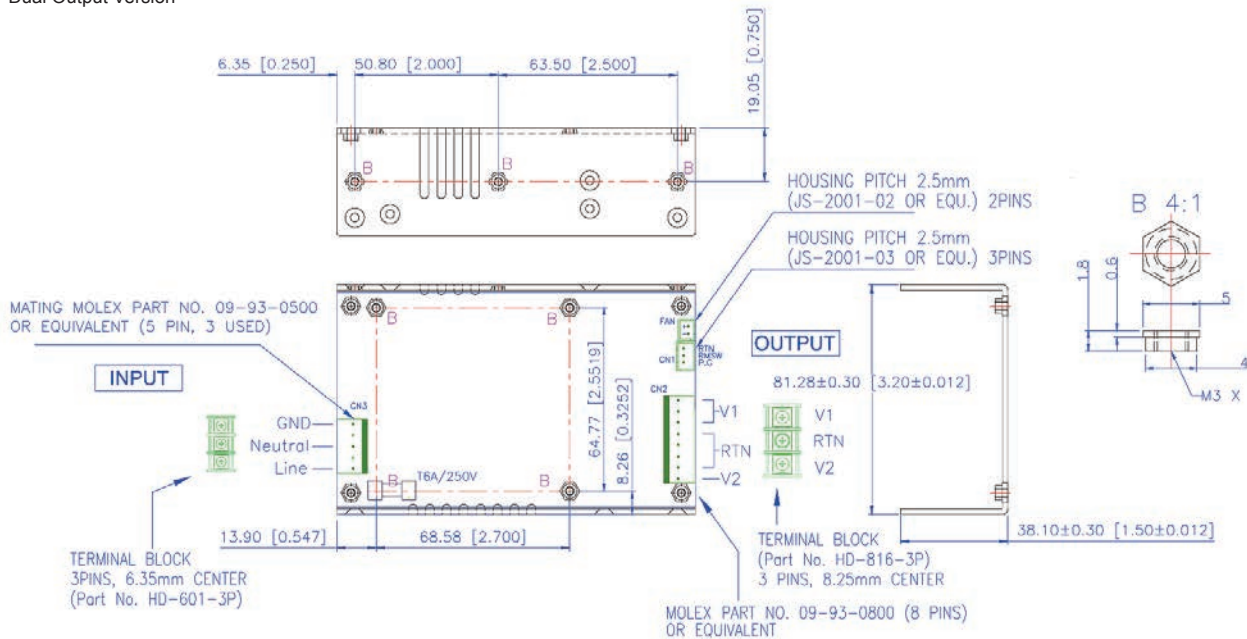 Dual Output Version
6.35 [0.250]
50.80 [2.000]
63.50 [2.500]
19.05 [0.750]
B
B
B
HOUSING PITCH 2.5mm
(JS-2001-02 OR EQU.) 2PINS
HOUSING PITCH 2.5mm
(JS-2001-03 OR EQU.) 3PINS
B 4:1
1.8
0.6
5
4
M3 X
MATING MOLEX PART NO. 09-93-0500
OR EQUIVALENT (5 PIN, 3 USED)
INPUT
CN3
GND
Neutral
Line
B
B
B
B
T6A/250V
64.77 [2.5519]
8.26 [0.3252]
FAN
CN1
RTN
RMSW
P.G
CN2
OUTPUT
V1
RTN
V2
V1
RTN
V2
81.28±0.30 [3.20±0.012]
38.10±0.30 [1.50±0.012]
13.90 [0.547]
68.58 [2.700]
TERMINAL BLOCK
3PINS, 6.35mm CENTER
(Part No. HD-601-3P)
TERMINAL BLOCK
(Part No. HD-816-3P)
3 PINS, 8.25mm CENTER
MOLEX PART NO. 09-93-0800 (8 PINS)
OR EQUIVALENT